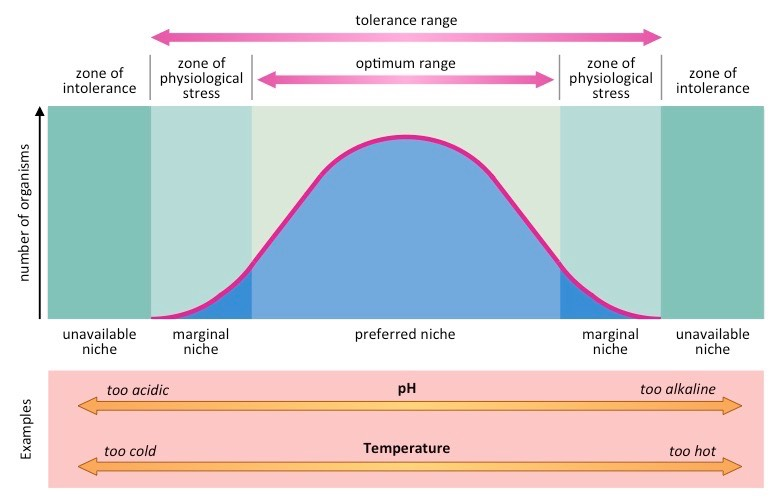 tolerance range
zone of
intolerance
zone of
physiological
stress
optimum range
zone of
physiological
stress
zone of
intolerance
number of organisms
unavailable
niche
marginal
niche
preferred niche
marginal
niche
unavailable
niche
Examples
too acidic
pH
too alkaline
too cold
Temperature
too hot